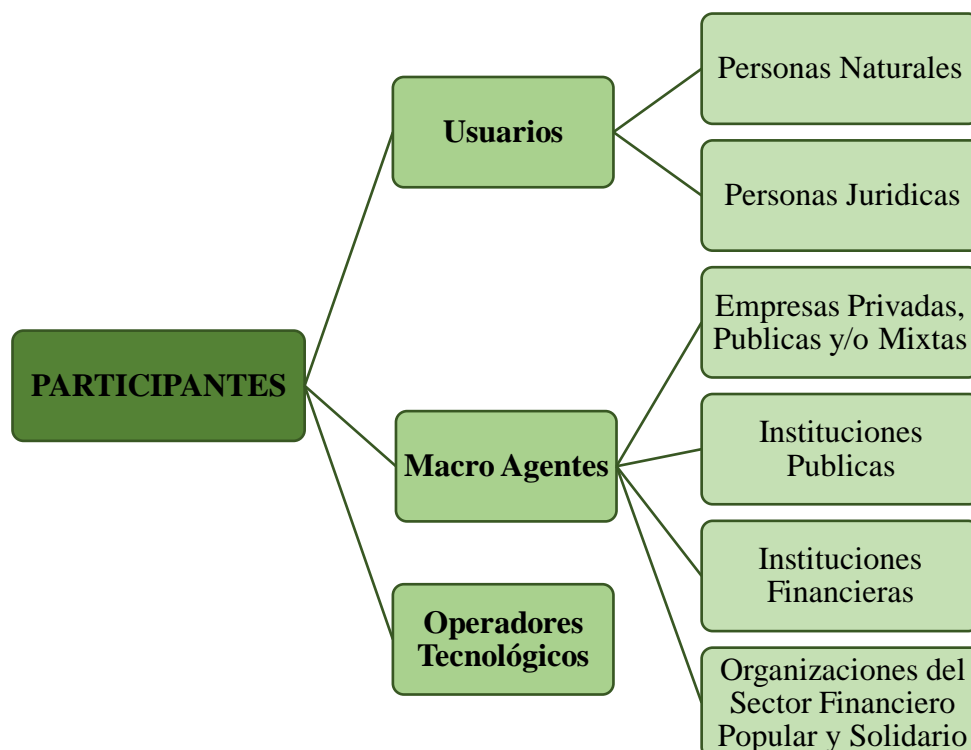 PARTICIPANTES
Usuarios
Personas Naturales
Personas Juridicas
Macro Agentes
Empresas Privadas,
Publicas y/o Mixtas
Instituciones
Publicas
Instituciones
Financieras
Organizaciones del
Sector Financiero
Popular y Solidario
Operadores
Tecnológicos